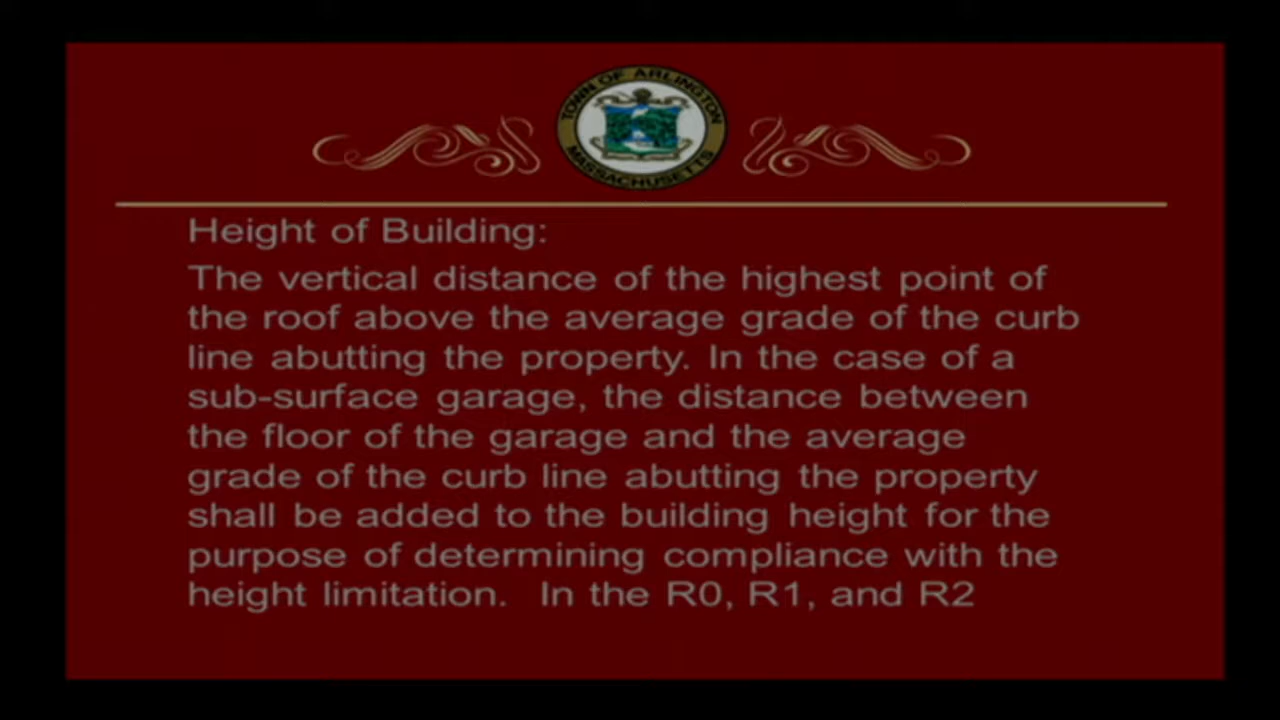 TOWN OF ARLINGTON
MASSACHUSETTS
Height of Building:
The vertical distance of the highest point of
the roof above the average grade of the curb
line abutting the property. In the case of a
sub-surface garage, the distance between
the floor of the garage and the average
grade of the curb line abutting the property
shall be added to the building height for the
purpose of determining compliance with the
height limitation. In the R0, R1, and R2